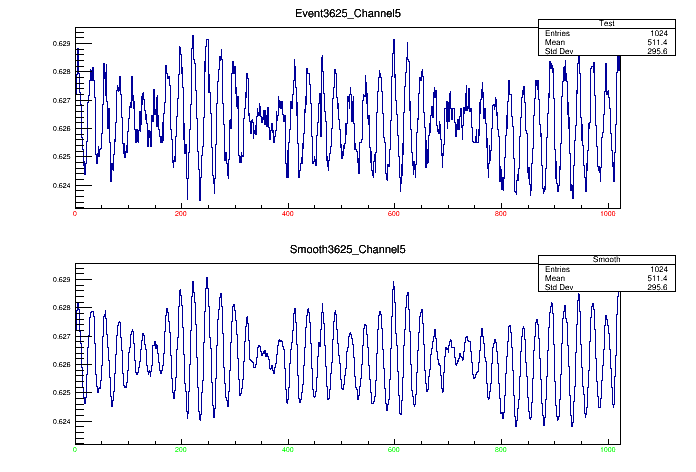 Event3625_Channel5
Test
Entries 1024
Mean 511.4
Std Dev 295.6
0.629
0.628
0.627
0.626
0.625
0.624
0 200 400 600 800 1000
Smooth3625_Channel5
Smooth
Entries 1024
Mean 511.4
Std Dev 295.6
0.629
0.628
0.627
0.626
0.625
0.624
0 200 400 600 800 1000